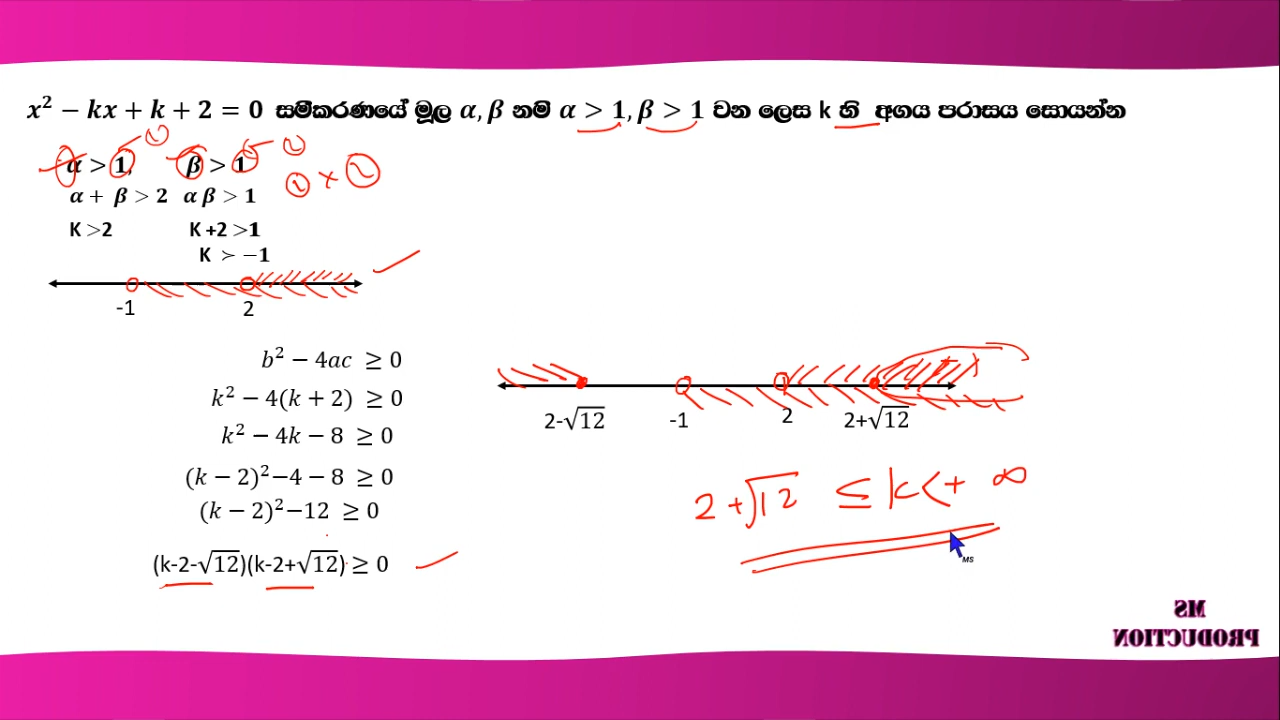 x² − kx + k + 2 = 0 සමීකරණයේ මූල α, β නම් α > 1, β > 1 වන ලෙස k හි අගය පරාසය සොයන්න
α > 1, β > 1
α + β > 2 α β > 1
K >2 K +2 >1
K > −1
-1 2
b² − 4ac ≥ 0
k² − 4(k + 2) ≥ 0
k² − 4k − 8 ≥ 0
(k − 2)²−4 − 8 ≥ 0
(k − 2)²−12 ≥ 0
(k-2-√12)(k-2+√12) ≥ 0
2-√12 -1 2 2+√12
2 + √12 ≤ k < + ∞
MS
MS
PRODUCTION